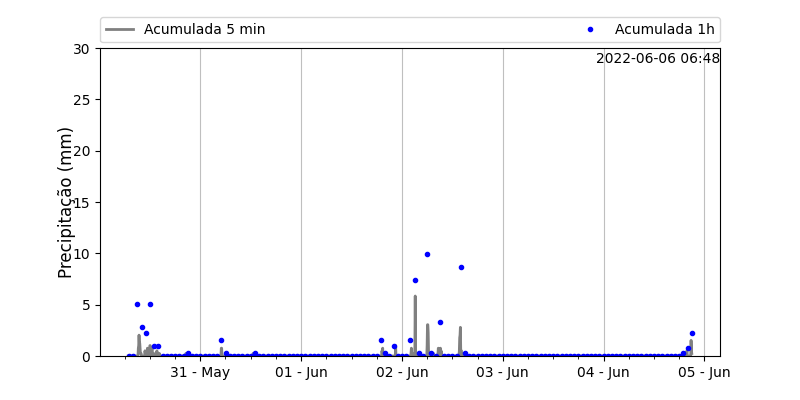 Acumulada 5 min
Acumulada 1h
2022-06-06 06:48
Precipitação (mm)
30
25
20
15
10
5
0
31 - May
01 - Jun
02 - Jun
03 - Jun
04 - Jun
05 - Jun